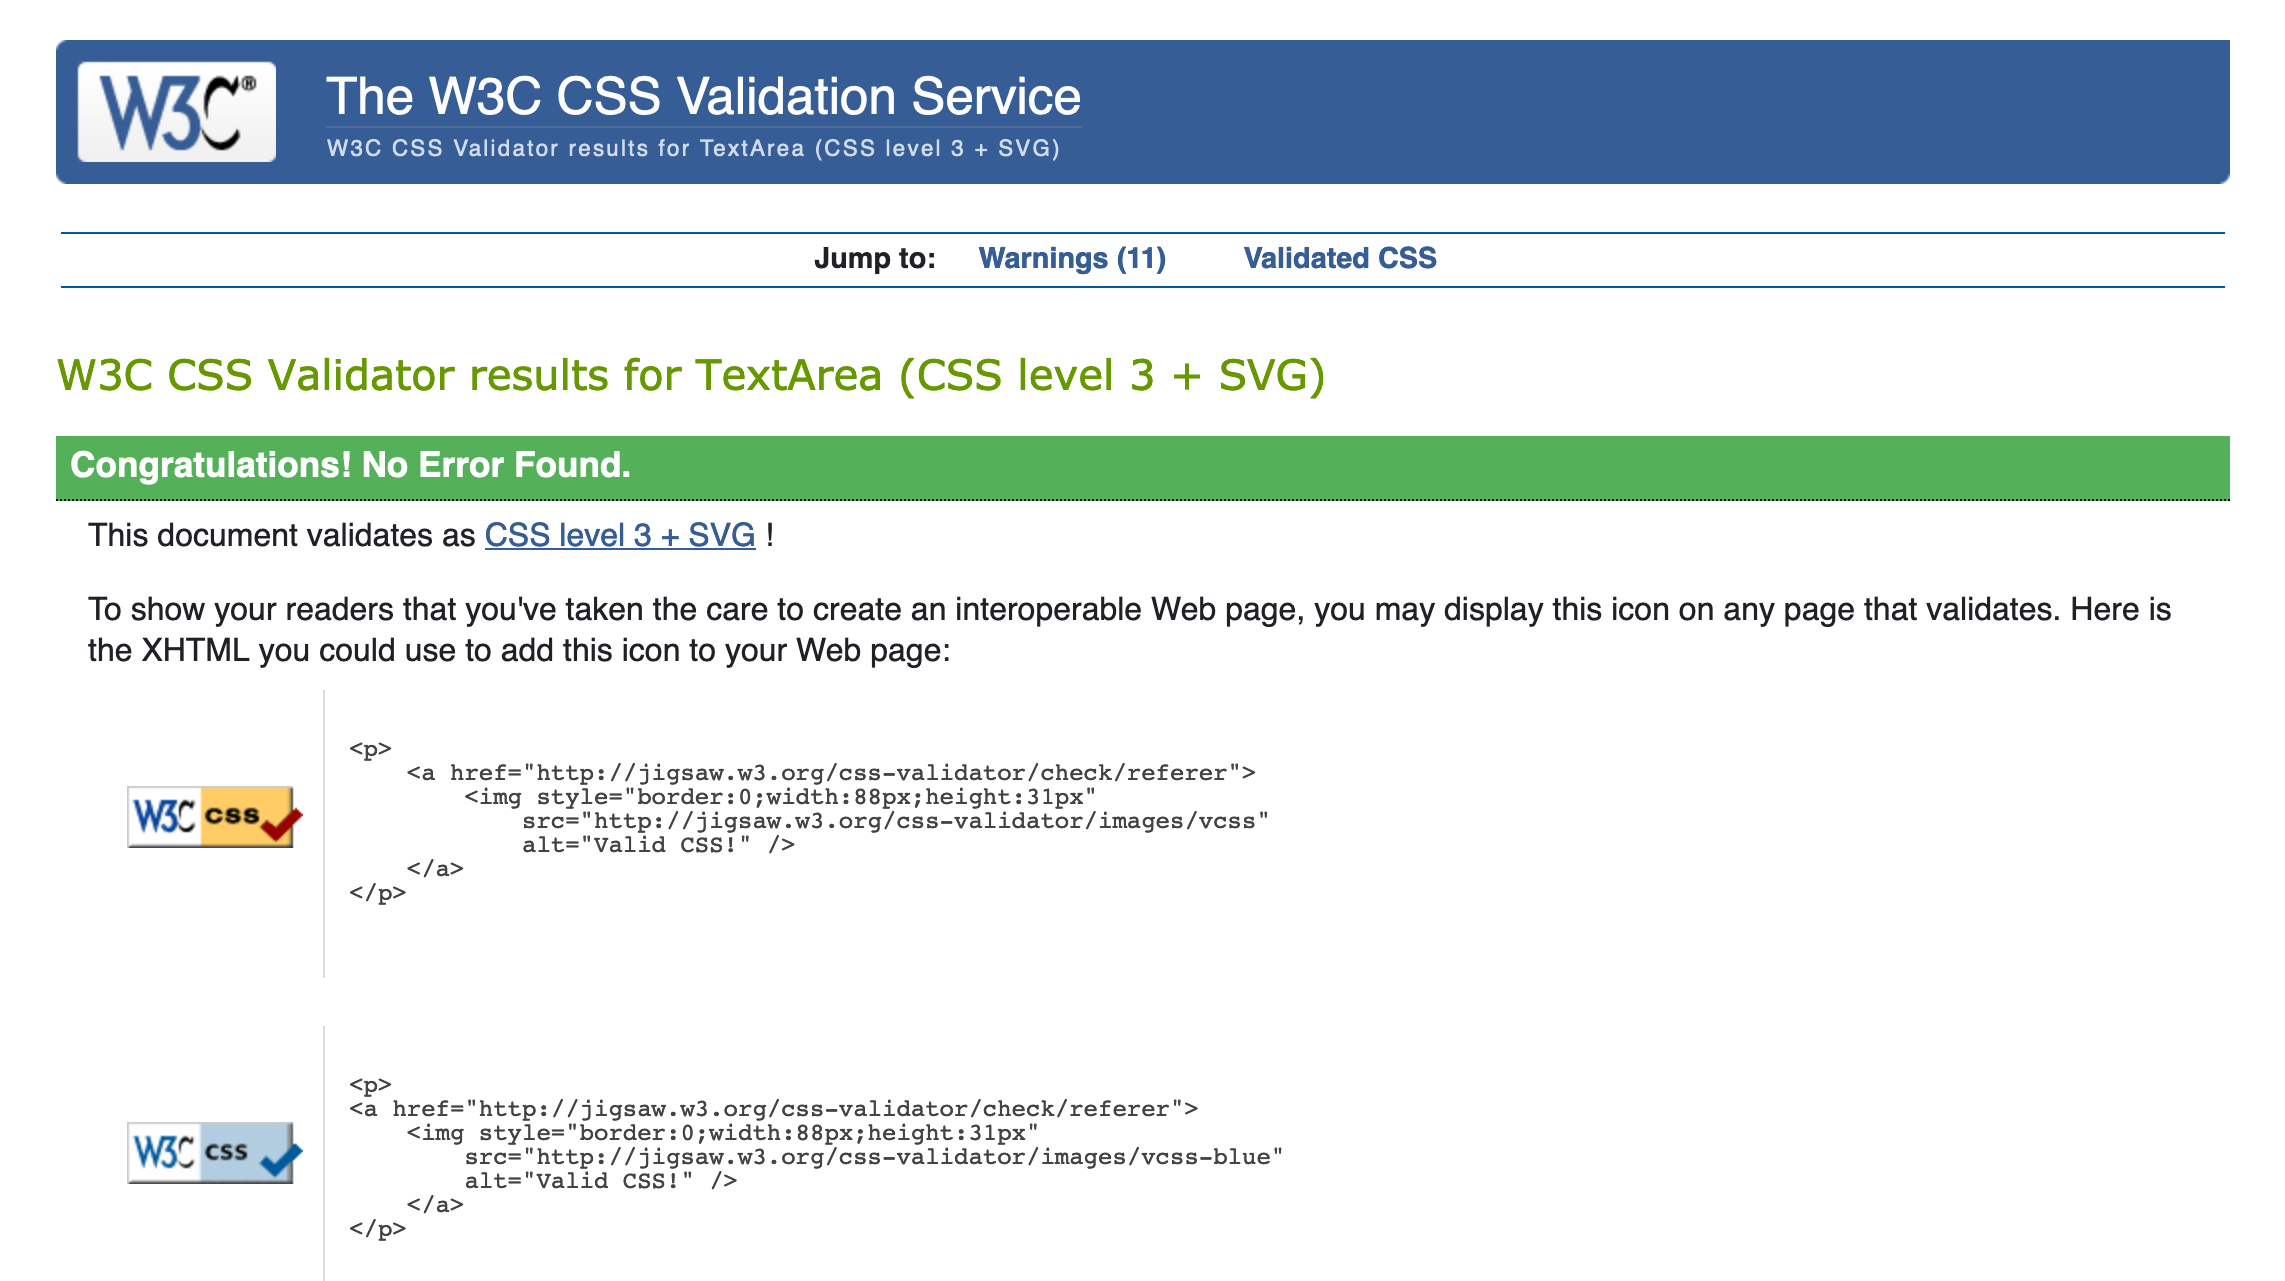 W3C®
The W3C CSS Validation Service
W3C CSS Validator results for TextArea (CSS level 3 + SVG)
Jump to: Warnings (11) Validated CSS
W3C CSS Validator results for TextArea (CSS level 3 + SVG)
Congratulations! No Error Found.
This document validates as CSS level 3 + SVG !
To show your readers that you've taken the care to create an interoperable Web page, you may display this icon on any page that validates. Here is
the XHTML you could use to add this icon to your Web page:
W3C css
<p>
    <a href="http://jigsaw.w3.org/css-validator/check/referer">
        <img style="border:0;width:88px;height:31px"
            src="http://jigsaw.w3.org/css-validator/images/vcss"
            alt="Valid CSS!" />
    </a>
</p>
W3C css
<p>
<a href="http://jigsaw.w3.org/css-validator/check/referer">
    <img style="border:0;width:88px;height:31px"
        src="http://jigsaw.w3.org/css-validator/images/vcss-blue"
        alt="Valid CSS!" />
    </a>
</p>